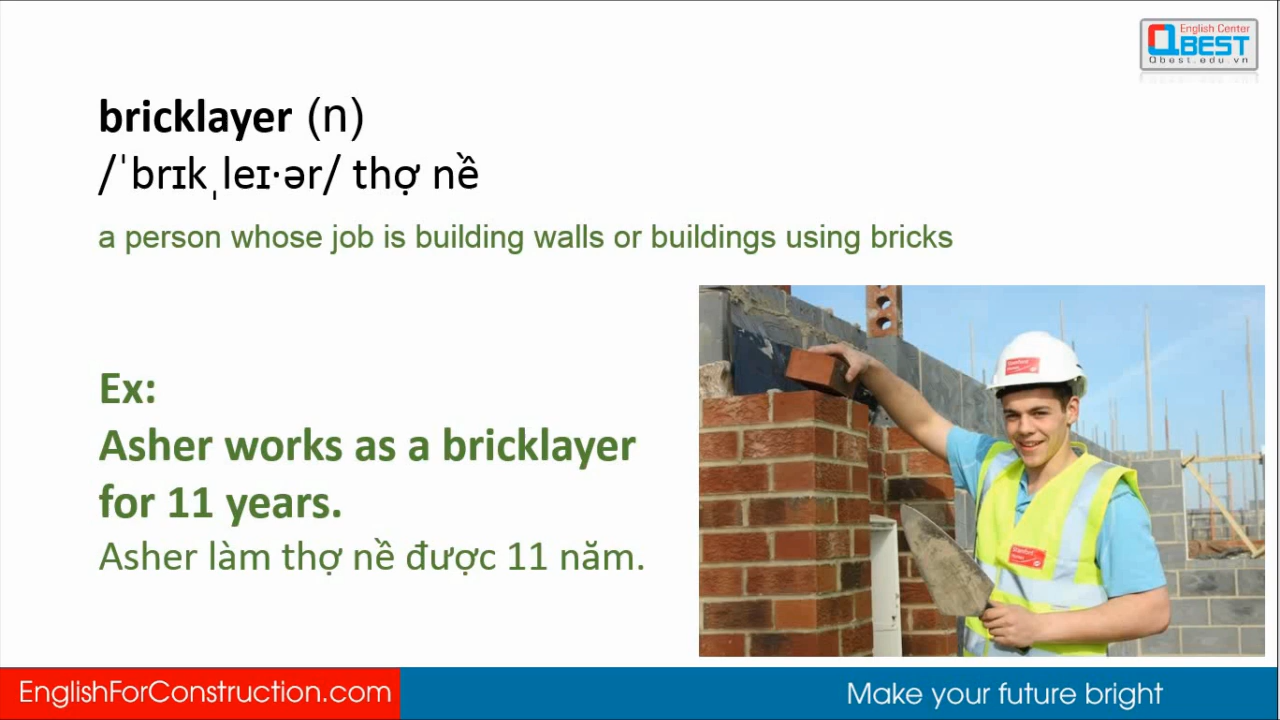 English Center
QBEST
Qbest.edu.vn
bricklayer (n)
/ˈbrɪkˌleɪ·ər/ thợ nề
a person whose job is building walls or buildings using bricks
Ex:
Asher works as a bricklayer
for 11 years.
Asher làm thợ nề được 11 năm.
EnglishForConstruction.com
Make your future bright